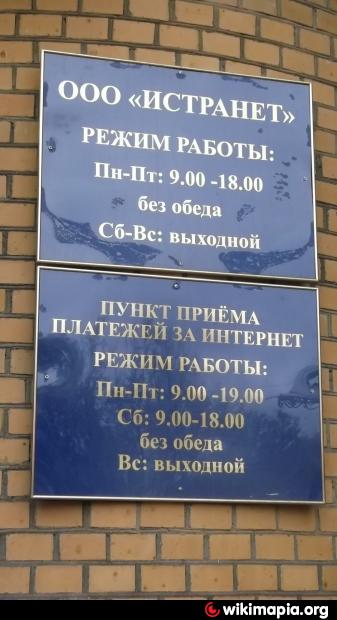 ООО «ИСТРАНЕТ»
РЕЖИМ РАБОТЫ:
Пн-Пт: 9.00 -18.00
без обеда
Сб-Вс: выходной
ПУНКТ ПРИЁМА
ПЛАТЕЖЕЙ ЗА ИНТЕРНЕТ
РЕЖИМ РАБОТЫ:
Пн-Пт: 9.00 -19.00
Сб: 9.00-18.00
без обеда
Вс: выходной
wikimapia.org